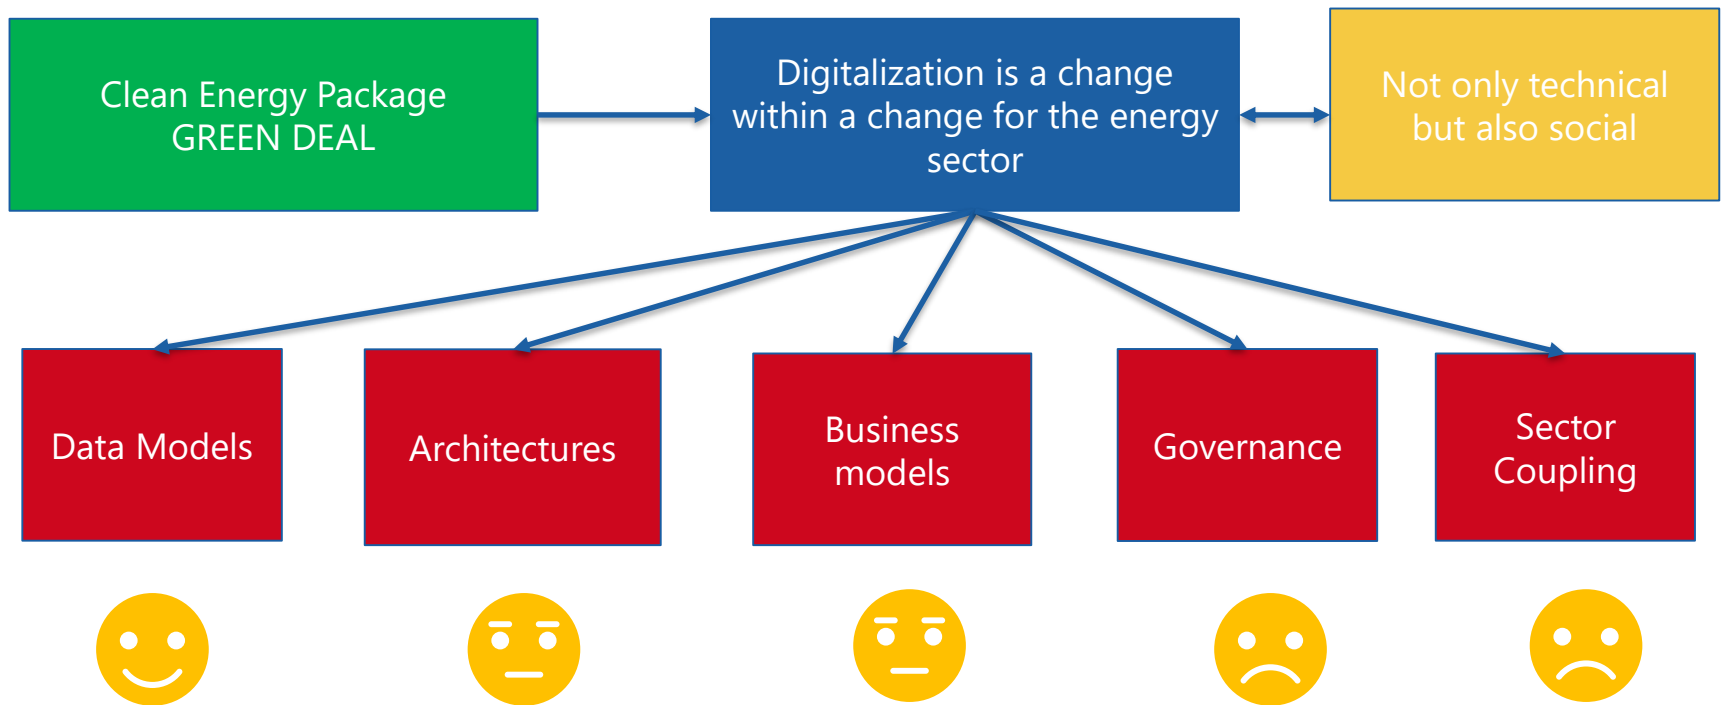 Clean Energy Package
GREEN DEAL
Digitalization is a change
within a change for the energy
sector
Not only technical
but also social
Data Models
Architectures
Business
models
Governance
Sector
Coupling